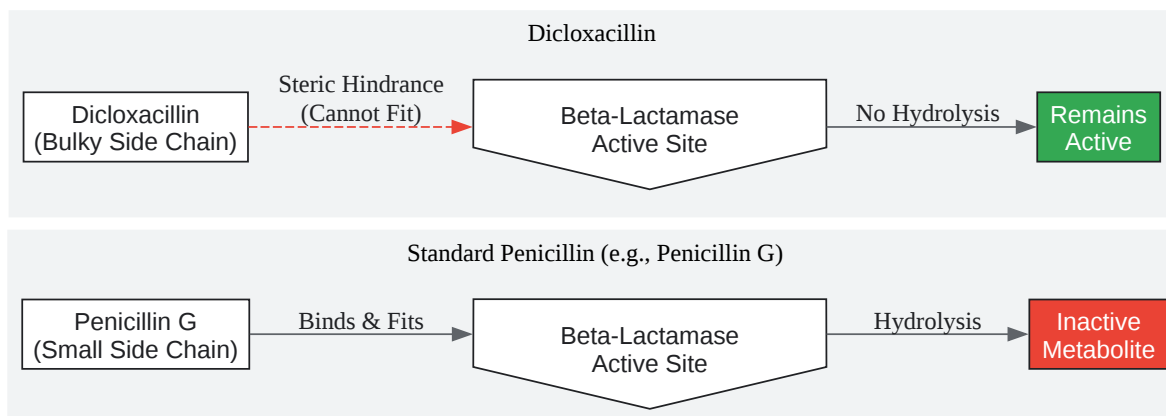 Dicloxacillin
Steric Hindrance
(Cannot Fit)
Dicloxacillin
(Bulky Side Chain)
Beta-Lactamase
Active Site
No Hydrolysis
Remains
Active
Standard Penicillin (e.g., Penicillin G)
Penicillin G
(Small Side Chain)
Binds & Fits
Beta-Lactamase
Active Site
Hydrolysis
Inactive
Metabolite